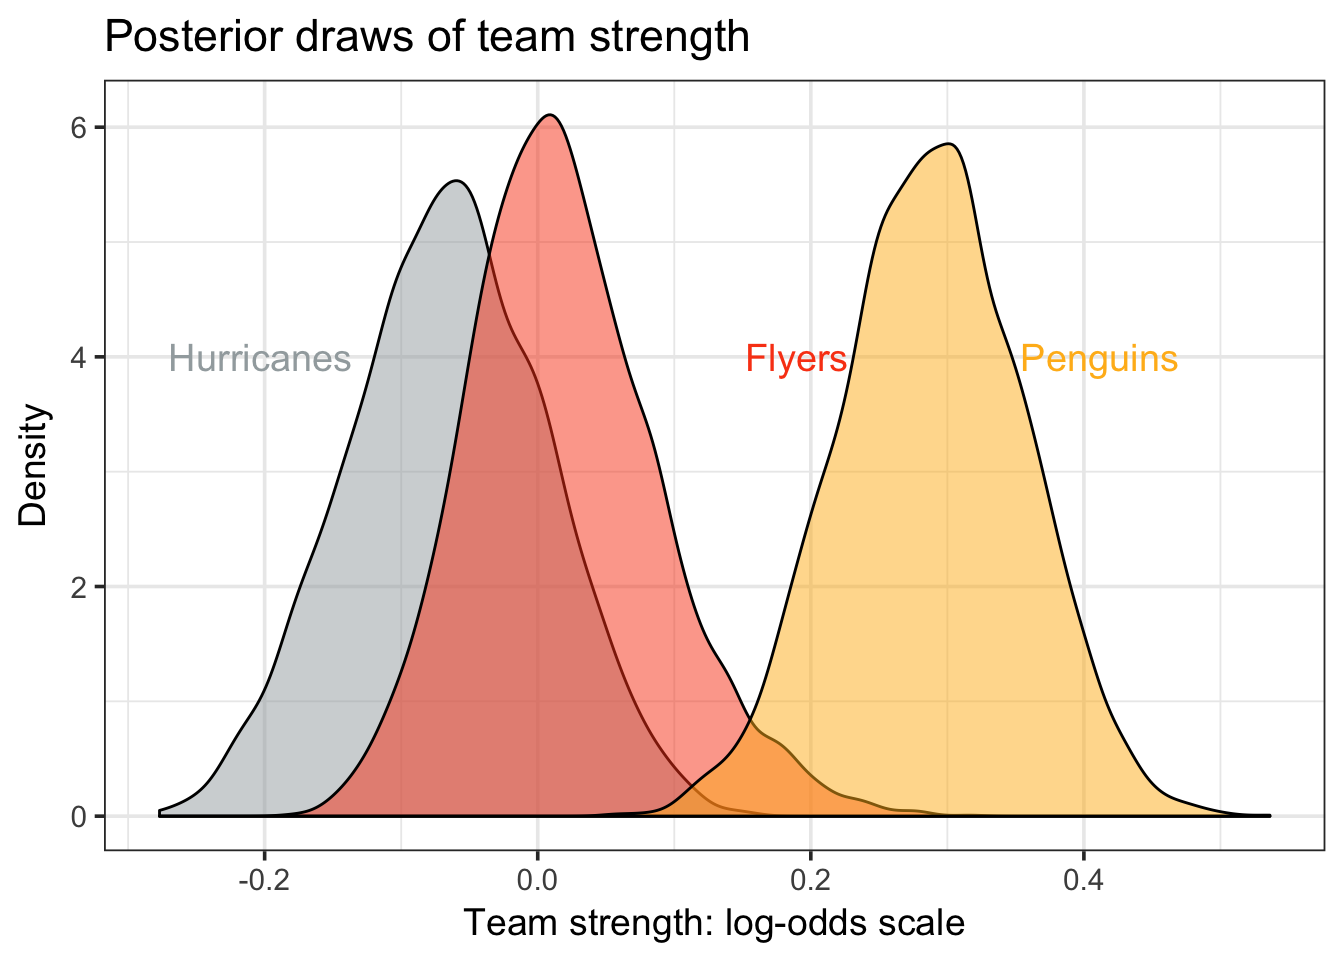 Posterior draws of team strength
6
4
2
0
Density
Hurricanes
Flyers
Penguins
-0.2
0.0
0.2
0.4
Team strength: log-odds scale